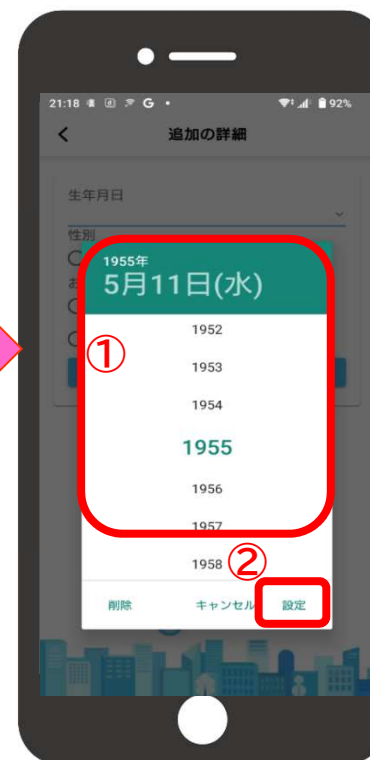 21:18 G • 92%
追加の詳細
生年月日
性別
お
1955年
5月11日(水)
①
1952
1953
1954
1955
1956
1957
②
1958
削除 キャンセル 設定